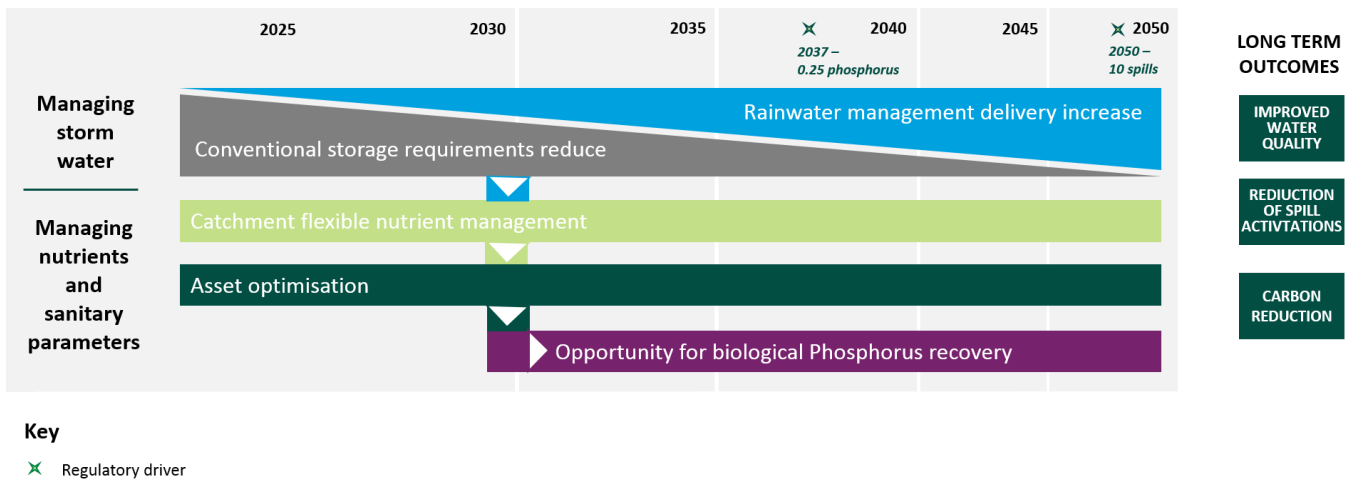 2025 2030 2035 2040 2045 2050
2037 –
0.25 phosphorus
2050 –
10 spills
LONG TERM
OUTCOMES
Managing
storm
water
Rainwater management delivery increase
Conventional storage requirements reduce
IMPROVED
WATER
QUALITY
Managing
nutrients
and
sanitary
parameters
Catchment flexible nutrient management
Asset optimisation
Opportunity for biological Phosphorus recovery
REDIUCTION
OF SPILL
ACTIVTATIONS
CARBON
REDUCTION
Key
Regulatory driver